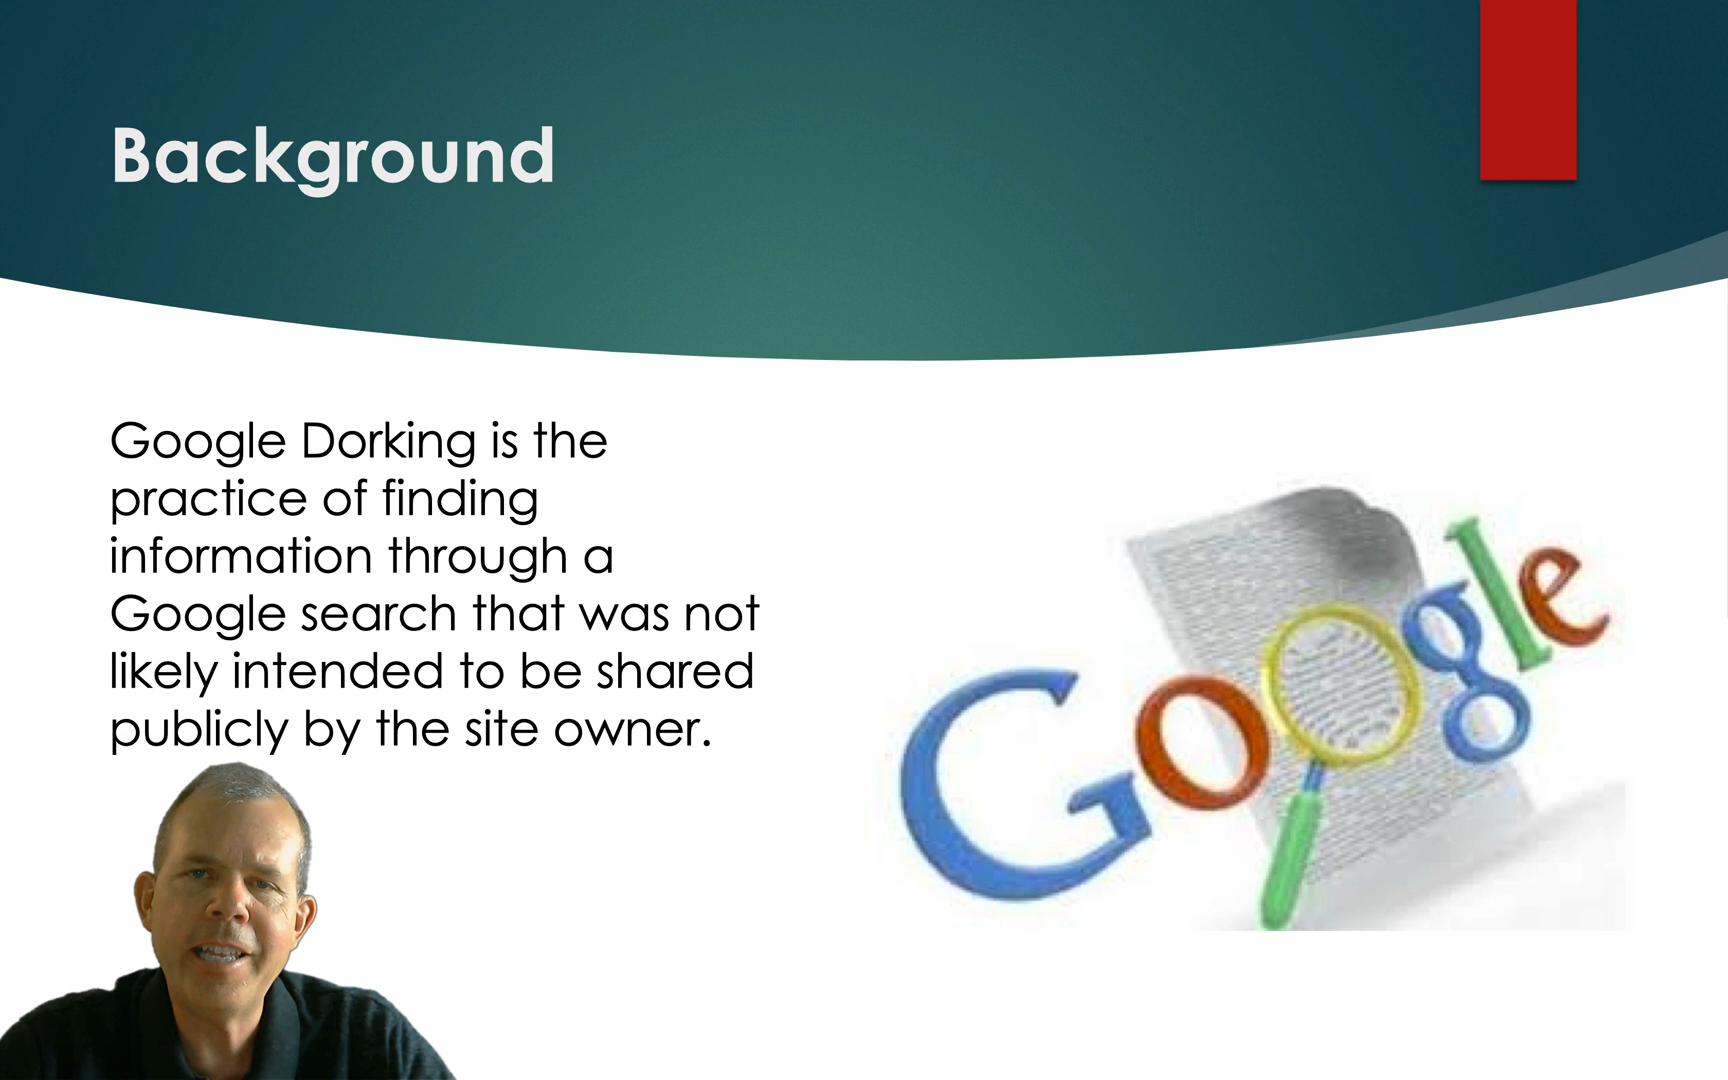 Background
Google Dorking is the
practice of finding
information through a
Google search that was not
likely intended to be shared
publicly by the site owner.
Google